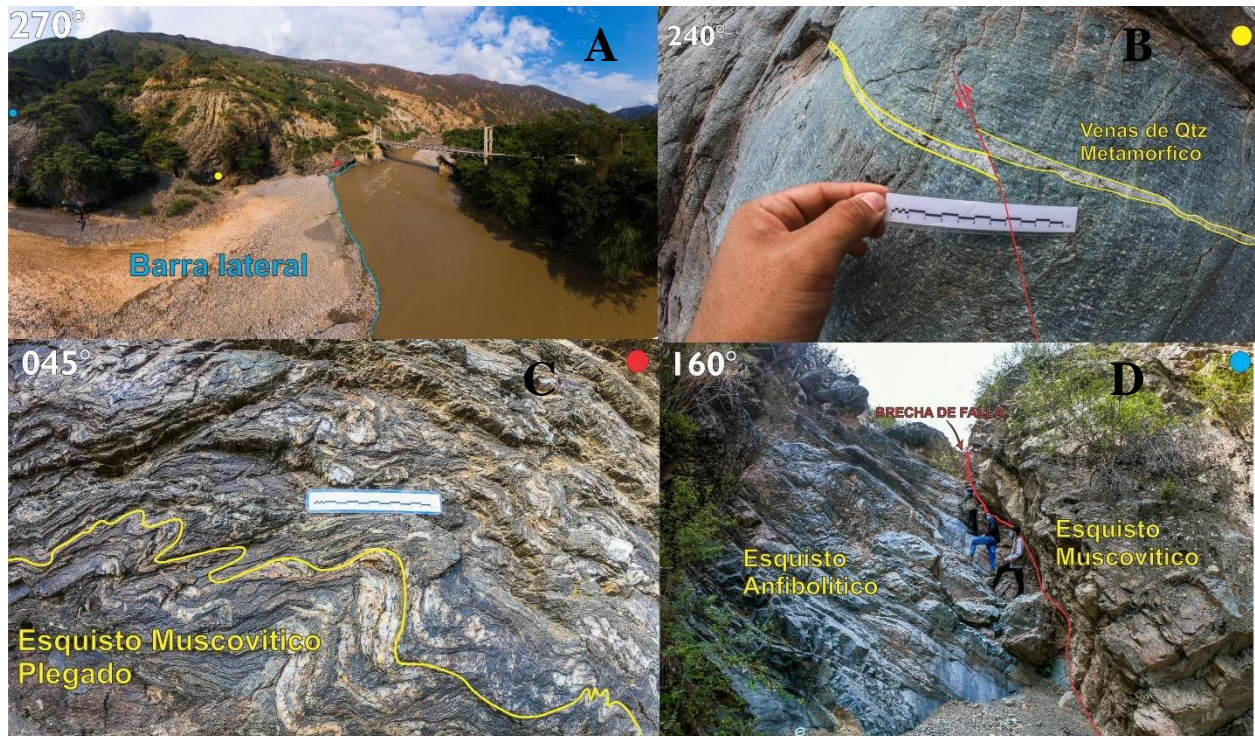 270°
A
Barra lateral
240°
B
Venas de Qtz
Metamorfico
045°
C
Esquisto Muscovitico
Plegado
160°
D
BRECHA DE FALLA
Esquisto
Anfibolitico
Esquisto
Muscovitico